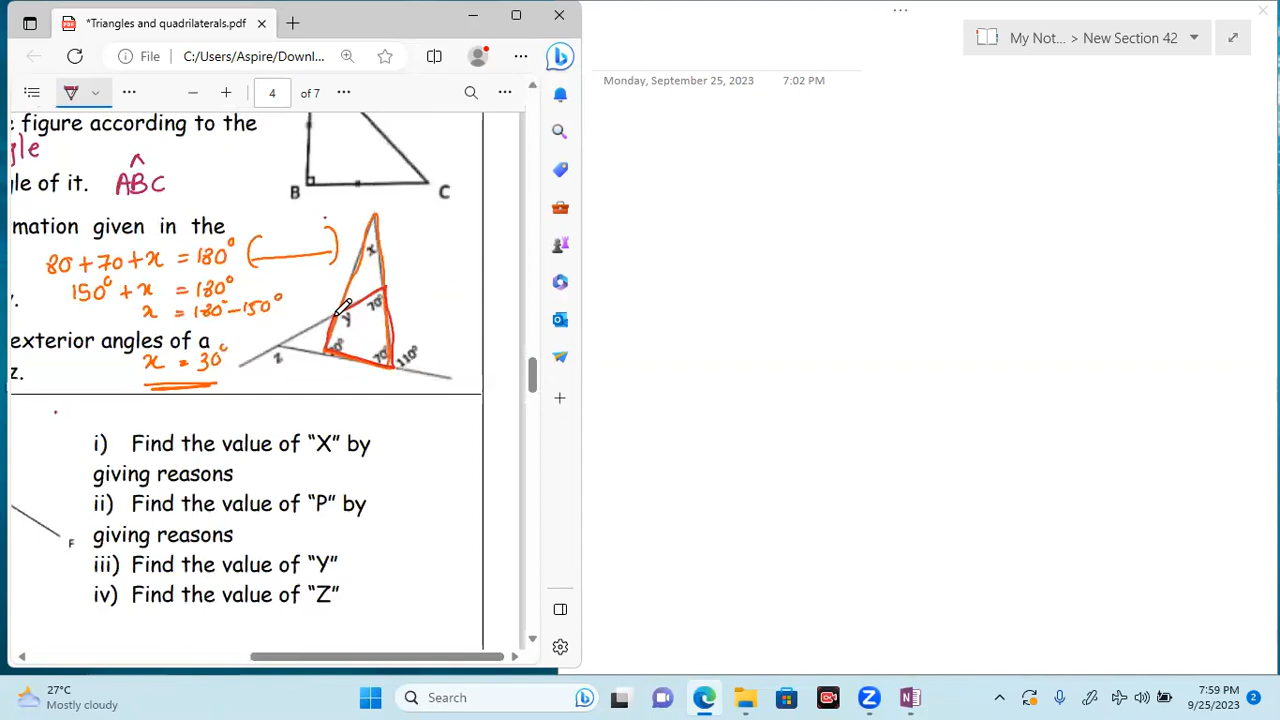 *Triangles and quadrilaterals.pdf
File C:/Users/Aspire/Downl...
4 of 7
My Not... > New Section 42
Monday, September 25, 2023 7:02 PM
e figure according to the
gle
gle of it. ABC
B C
mation given in the
80 + 70 + x = 180°
150° + x = 180°
x = 180° - 150°
x = 30°
y.
exterior angles of a
z.
x
70°
y
z
70° 110°
F
i) Find the value of “X” by
giving reasons
ii) Find the value of “P” by
giving reasons
iii) Find the value of “Y”
iv) Find the value of “Z”
27°C
Mostly cloudy
Search
7:59 PM
9/25/2023
2